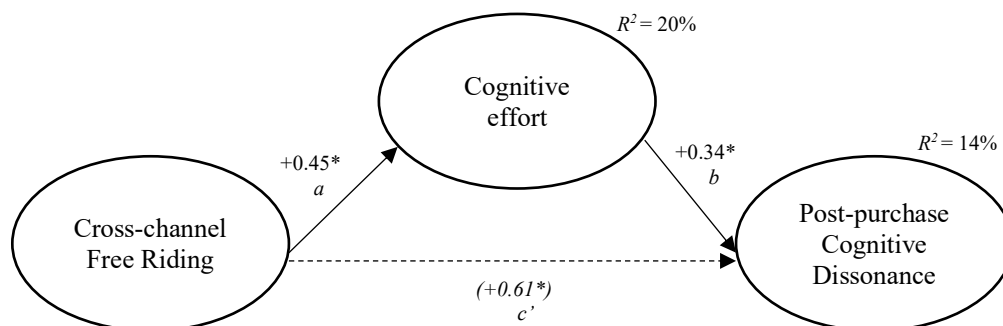 R² = 20%
Cognitive
effort
+0.45*
a
+0.34*
b
R² = 14%
Cross-channel
Free Riding
Post-purchase
Cognitive
Dissonance
(+0.61*)
c’